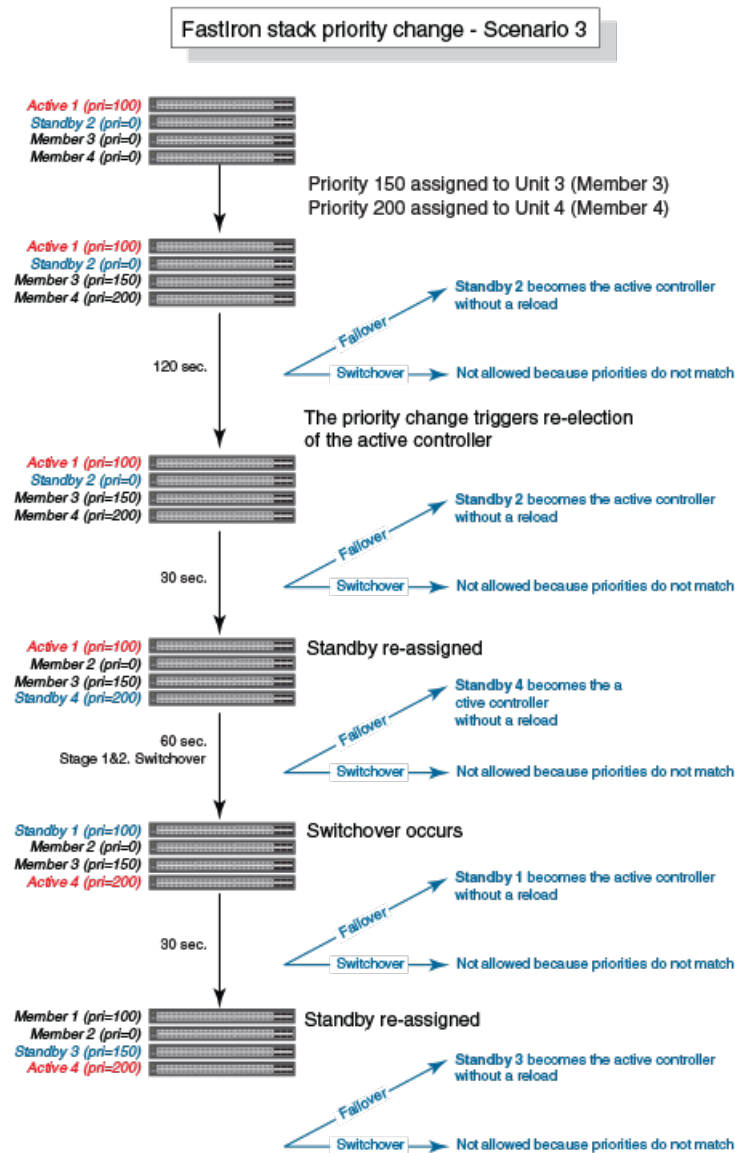 FastIron stack priority change - Scenario 3
Active 1 (pri=100)
Standby 2 (pri=0)
Member 3 (pri=0)
Member 4 (pri=0)
Priority 150 assigned to Unit 3 (Member 3)
Priority 200 assigned to Unit 4 (Member 4)
Active 1 (pri=100)
Standby 2 (pri=0)
Member 3 (pri=150)
Member 4 (pri=200)
120 sec.
Failover
Standby 2 becomes the active controller
without a reload
Switchover
Not allowed because priorities do not match
The priority change triggers re-election
of the active controller
Active 1 (pri=100)
Standby 2 (pri=0)
Member 3 (pri=150)
Member 4 (pri=200)
30 sec.
Failover
Standby 2 becomes the active controller
without a reload
Switchover
Not allowed because priorities do not match
Active 1 (pri=100)
Member 2 (pri=0)
Member 3 (pri=150)
Standby 4 (pri=200)
Standby re-assigned
60 sec.
Stage 1&2. Switchover
Failover
Standby 4 becomes the a
ctive controller
without a reload
Switchover
Not allowed because priorities do not match
Standby 1 (pri=100)
Member 2 (pri=0)
Member 3 (pri=150)
Active 4 (pri=200)
Switchover occurs
30 sec.
Failover
Standby 1 becomes the active controller
without a reload
Switchover
Not allowed because priorities do not match
Member 1 (pri=100)
Member 2 (pri=0)
Standby 3 (pri=150)
Active 4 (pri=200)
Standby re-assigned
Failover
Standby 3 becomes the active controller
without a reload
Switchover
Not allowed because priorities do not match